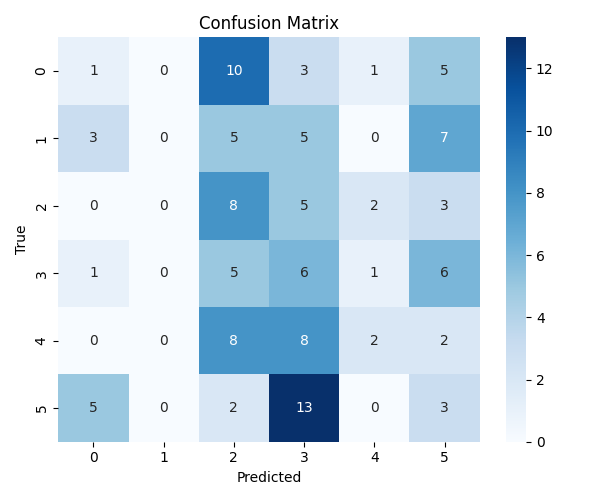 Confusion Matrix
True
0 1 0 10 3 1 5
1 3 0 5 5 0 7
2 0 0 8 5 2 3
3 1 0 5 6 1 6
4 0 0 8 8 2 2
5 5 0 2 13 0 3
0 1 2 3 4 5
Predicted
12
10
8
6
4
2
0